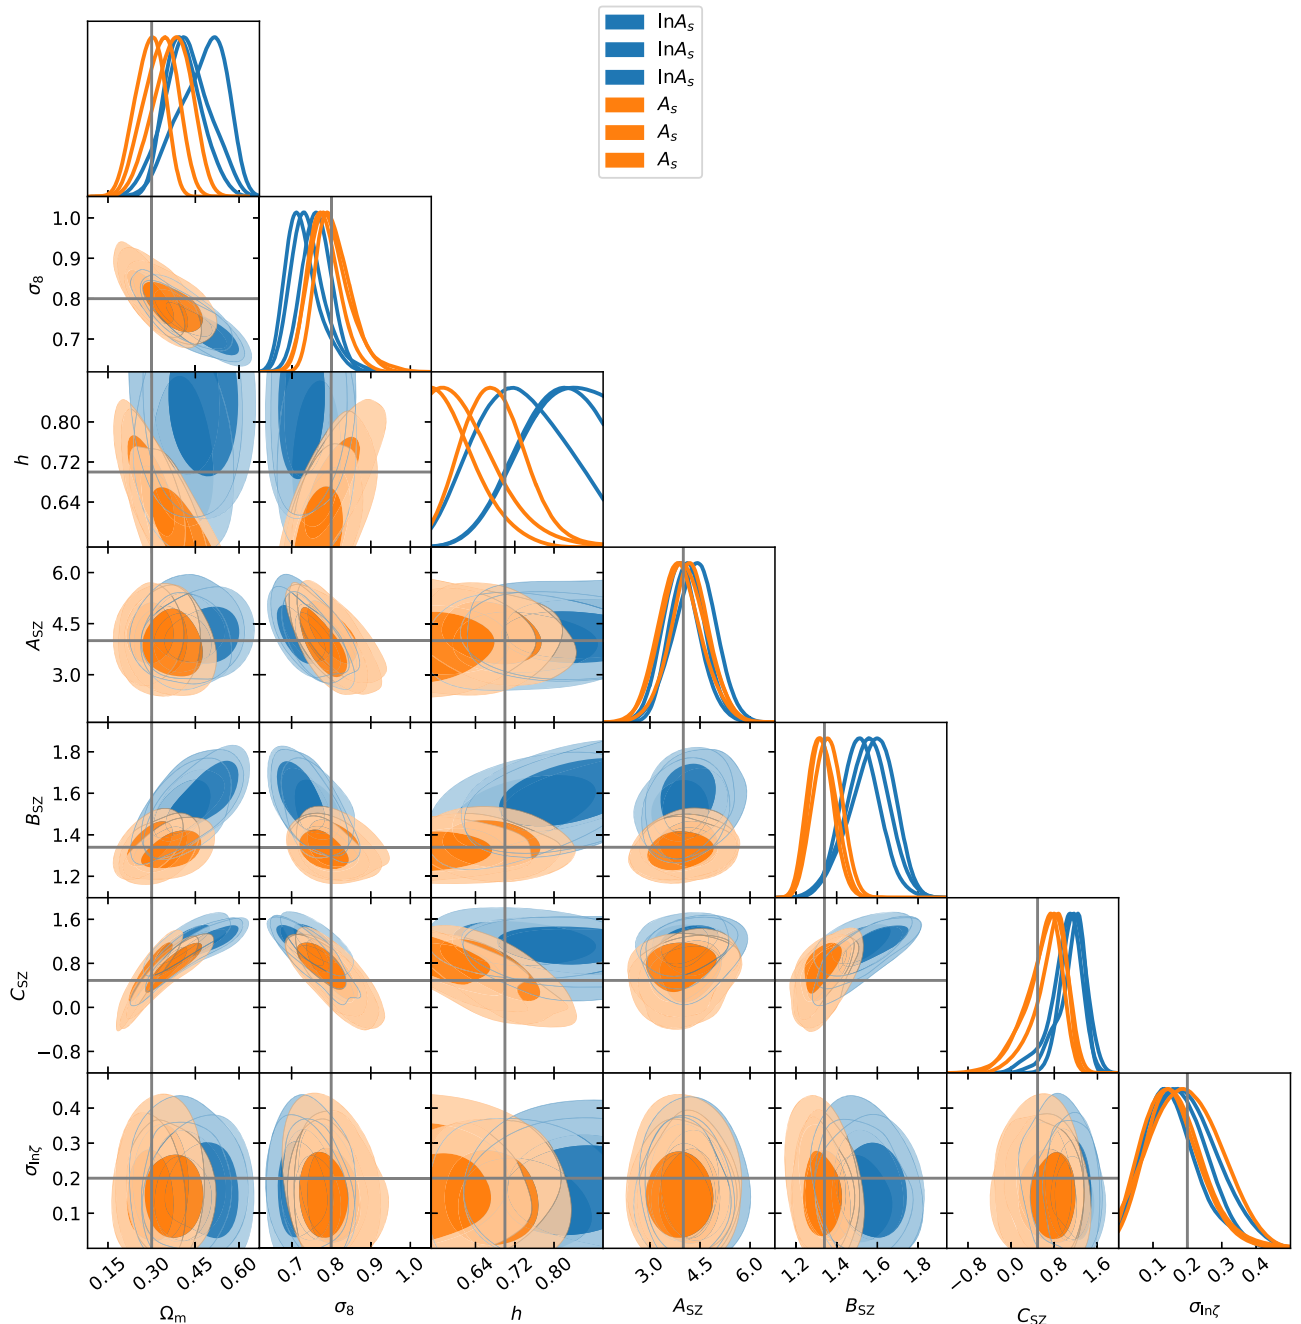 lnA_s
lnA_s
lnA_s
A_s
A_s
A_s
1.0
0.9
0.8
0.7
σ_8
0.80
0.72
0.64
h
6.0
4.5
3.0
A_SZ
1.8
1.6
1.4
1.2
B_SZ
1.6
0.8
0.0
−0.8
C_SZ
0.4
0.3
0.2
0.1
σ_lnζ
0.15 0.30 0.45 0.60
0.7 0.8 0.9 1.0
0.64 0.72 0.80
3.0 4.5 6.0
1.2 1.4 1.6 1.8
−0.8 0.0 0.8 1.6
0.1 0.2 0.3 0.4
Ω_m σ_8 h A_SZ B_SZ C_SZ σ_lnζ